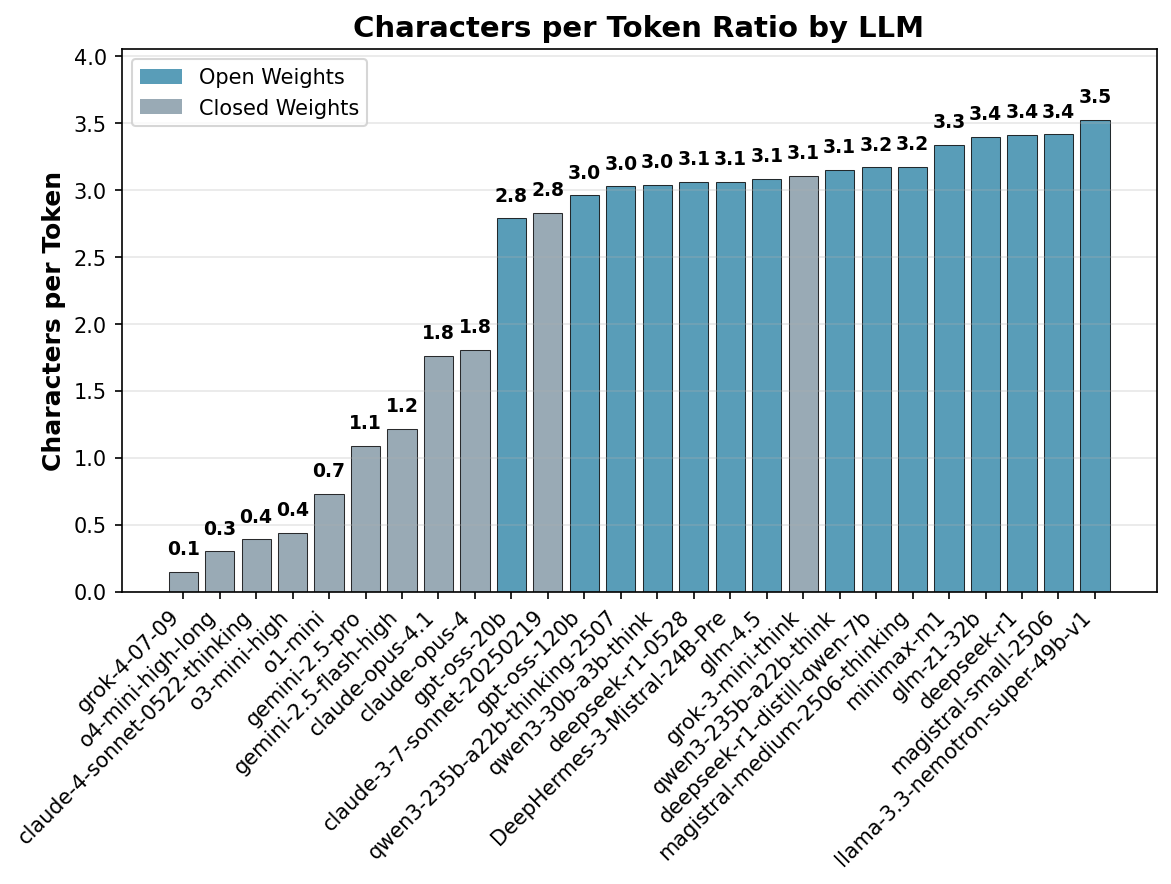 Characters per Token Ratio by LLM
Open Weights
Closed Weights
Characters per Token
4.0
3.5
3.0
2.5
2.0
1.5
1.0
0.5
0.0
0.1
0.3
0.4
0.4
0.7
1.1
1.2
1.8
1.8
2.8
2.8
3.0
3.0
3.0
3.1
3.1
3.1
3.1
3.1
3.2
3.2
3.3
3.4
3.4
3.4
3.5
grok-4-07-09
o4-mini-high-long
claude-4-sonnet-0522-thinking
o3-mini-high
o1-mini
gemini-2.5-pro
gemini-2.5-flash-high
claude-opus-4.1
claude-opus-4
gpt-oss-20b
claude-3-7-sonnet-20250219
gpt-oss-120b
qwen3-235b-a22b-thinking-2507
qwen3-30b-a3b-think
deepseek-r1-0528
DeepHermes-3-Mistral-24B-Pre
glm-4.5
grok-3-mini-think
qwen3-235b-a22b-think
deepseek-r1-distill-qwen-7b
magistral-medium-2506-thinking
minimax-m1
glm-z1-32b
deepseek-r1
magistral-small-2506
llama-3.3-nemotron-super-49b-v1